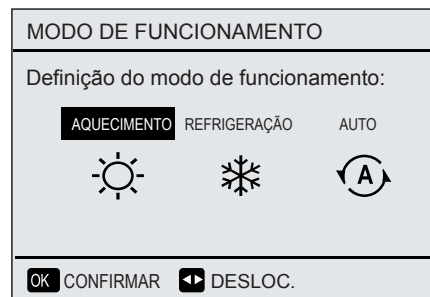 MODO DE FUNCIONAMENTO
Definição do modo de funcionamento:
AQUECIMENTO REFRIGERAÇÃO AUTO
A
OK CONFIRMAR DESLOC.